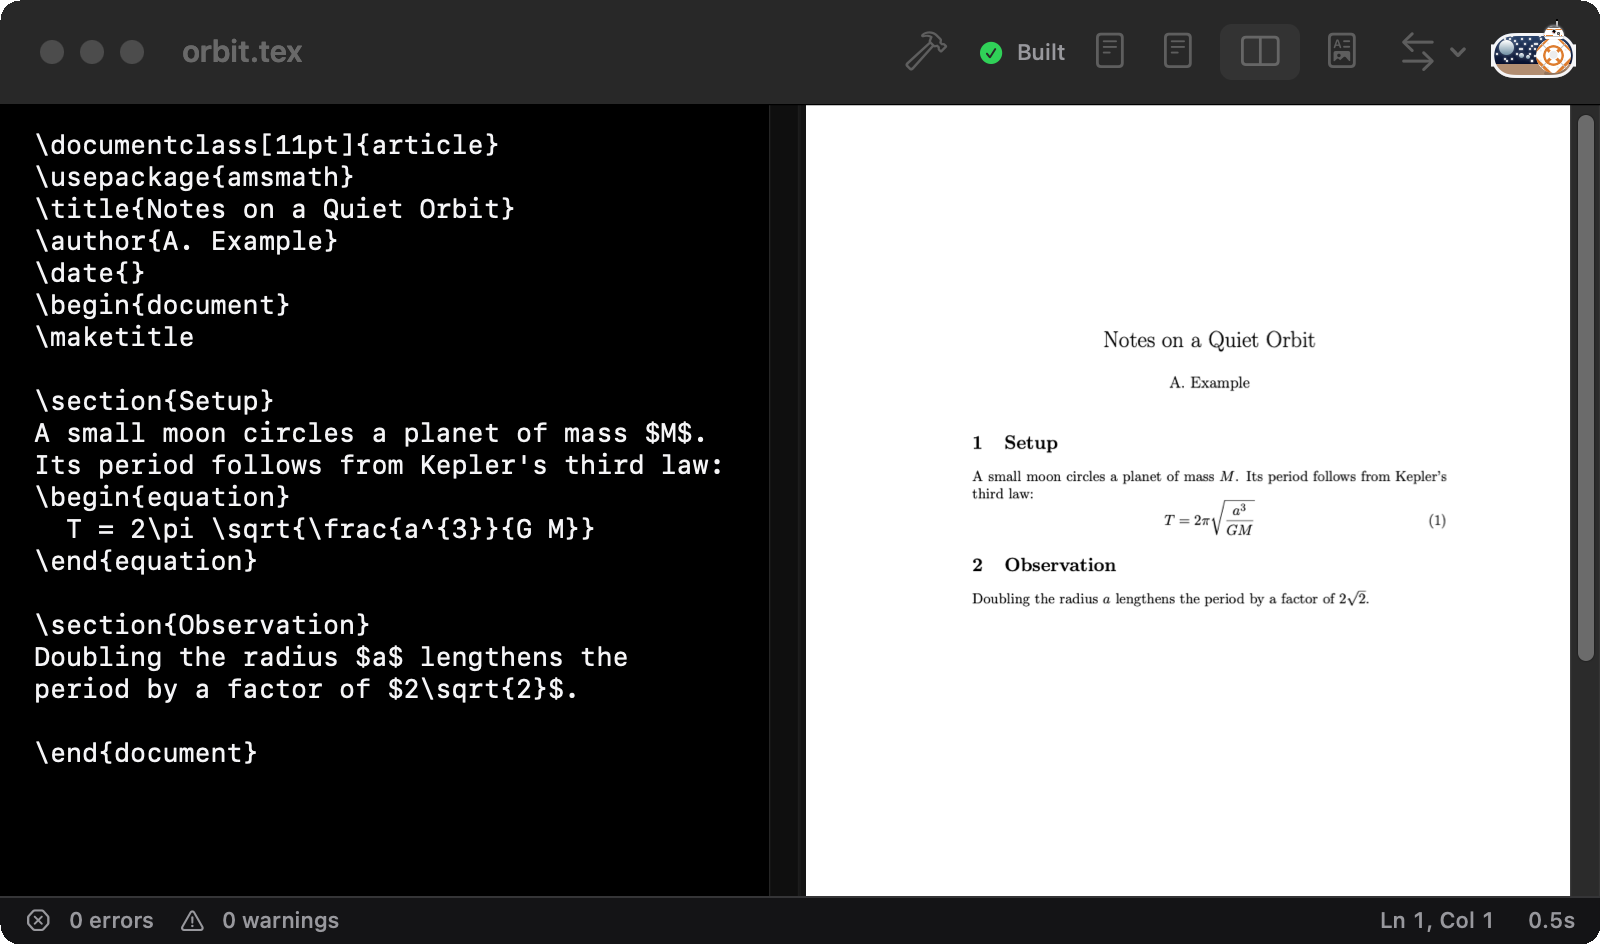 orbit.tex
Built
\documentclass[11pt]{article}
\usepackage{amsmath}
\title{Notes on a Quiet Orbit}
\author{A. Example}
\date{}
\begin{document}
\maketitle
\section{Setup}
A small moon circles a planet of mass $M$.
Its period follows from Kepler's third law:
\begin{equation}
  T = 2\pi \sqrt{\frac{a^{3}}{G M}}
\end{equation}
\section{Observation}
Doubling the radius $a$ lengthens the
period by a factor of $2\sqrt{2}$.
\end{document}
Notes on a Quiet Orbit
A. Example
1 Setup
A small moon circles a planet of mass M. Its period follows from Kepler's
third law:
T = 2π√(a³/GM) (1)
2 Observation
Doubling the radius a lengthens the period by a factor of 2√2.
0 errors 0 warnings
Ln 1, Col 1 0.5s